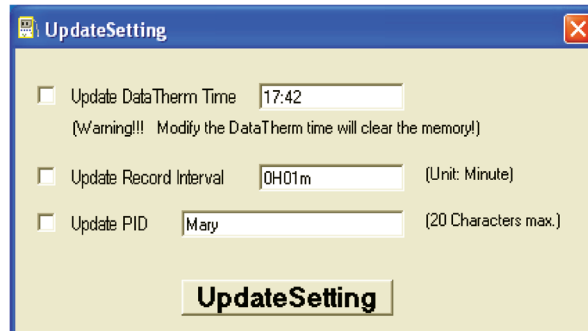 UpdateSetting
Update DataTherm Time 17:42
(Warning!!! Modify the DataTherm time will clear the memory!)
Update Record Interval 0H01m (Unit: Minute)
Update PID Mary (20 Characters max.)
UpdateSetting